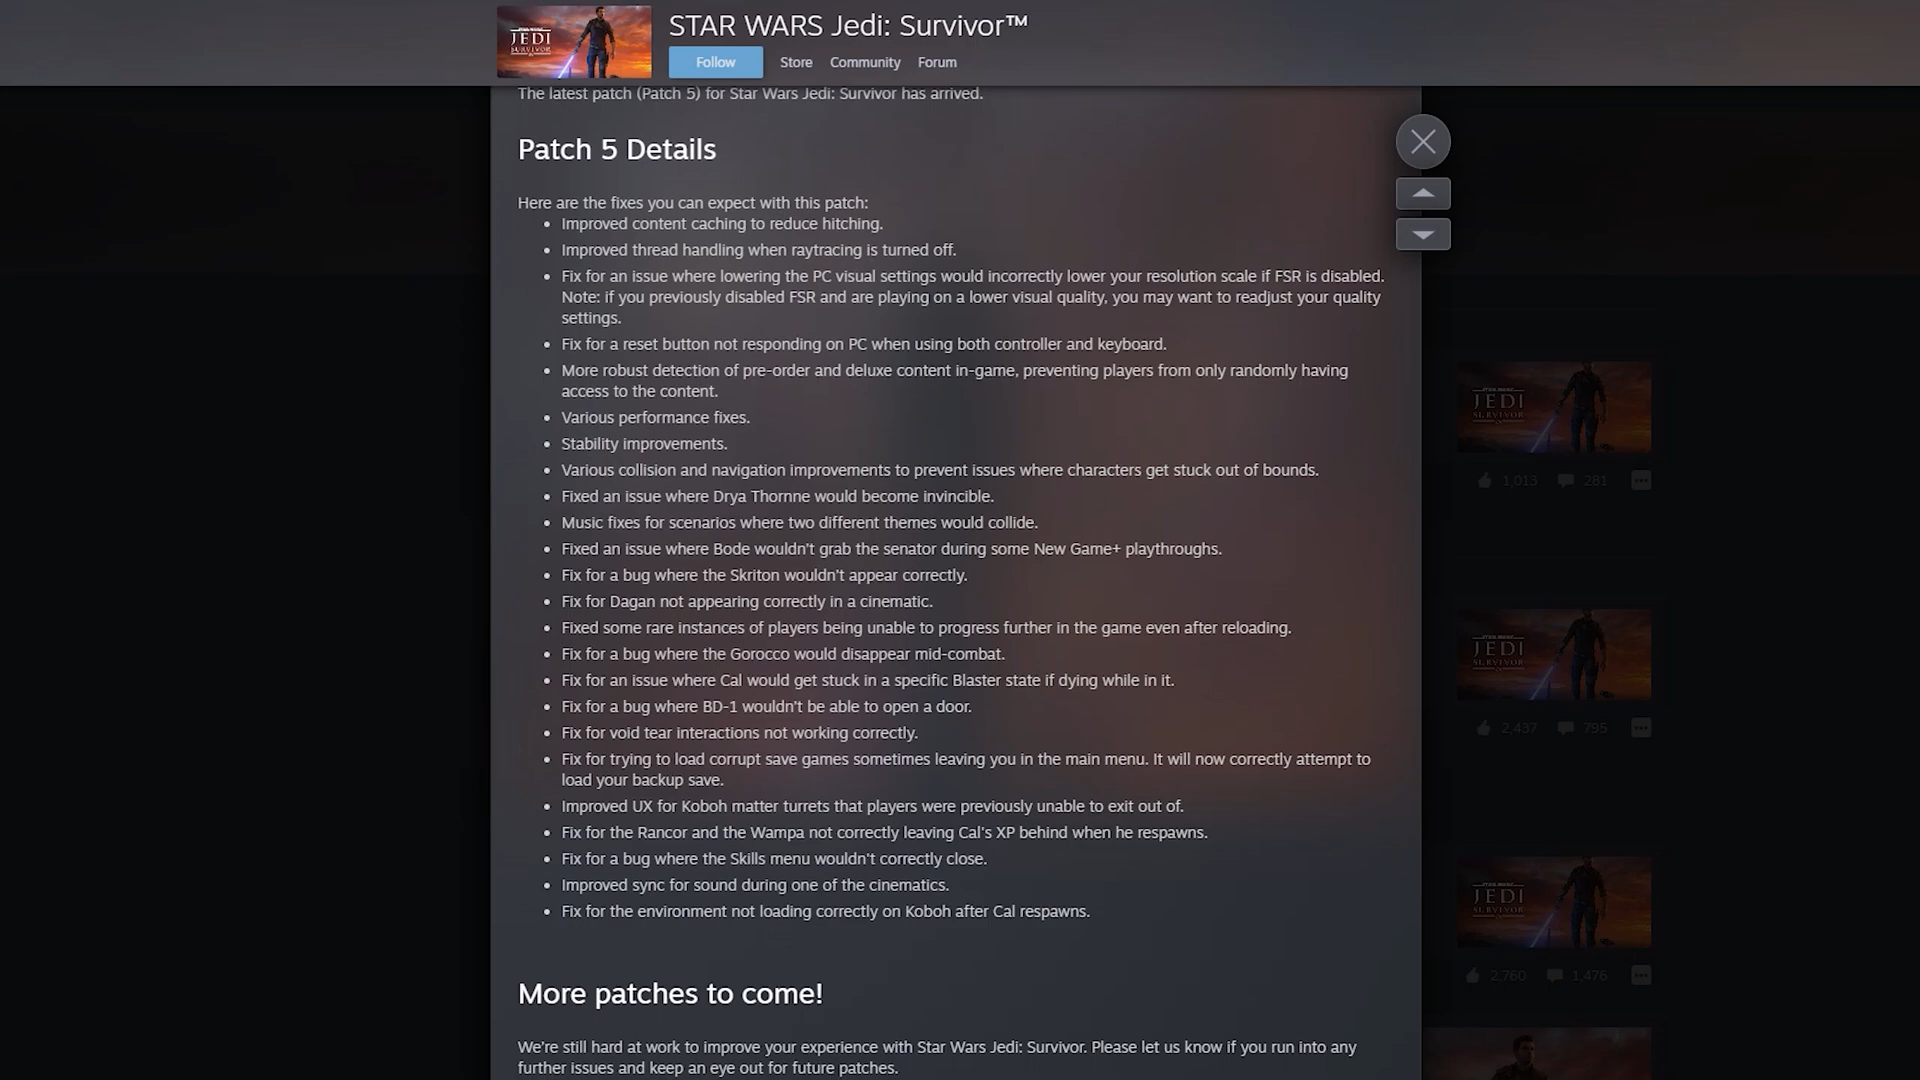 STAR WARS Jedi: Survivor™
JEDI
SURVIVOR
Follow
Store
Community
Forum
The latest patch (Patch 5) for Star Wars Jedi: Survivor has arrived.
Patch 5 Details
Here are the fixes you can expect with this patch:
• Improved content caching to reduce hitching.
• Improved thread handling when raytracing is turned off.
• Fix for an issue where lowering the PC visual settings would incorrectly lower your resolution scale if FSR is disabled.
Note: if you previously disabled FSR and are playing on a lower visual quality, you may want to readjust your quality
settings.
• Fix for a reset button not responding on PC when using both controller and keyboard.
• More robust detection of pre-order and deluxe content in-game, preventing players from only randomly having
access to the content.
• Various performance fixes.
• Stability improvements.
• Various collision and navigation improvements to prevent issues where characters get stuck out of bounds.
• Fixed an issue where Drya Thornne would become invincible.
• Music fixes for scenarios where two different themes would collide.
• Fixed an issue where Bode wouldn't grab the senator during some New Game+ playthroughs.
• Fix for a bug where the Skriton wouldn't appear correctly.
• Fix for Dagan not appearing correctly in a cinematic.
• Fixed some rare instances of players being unable to progress further in the game even after reloading.
• Fix for a bug where the Gorocco would disappear mid-combat.
• Fix for an issue where Cal would get stuck in a specific Blaster state if dying while in it.
• Fix for a bug where BD-1 wouldn't be able to open a door.
• Fix for void tear interactions not working correctly.
• Fix for trying to load corrupt save games sometimes leaving you in the main menu. It will now correctly attempt to
load your backup save.
• Improved UX for Koboh matter turrets that players were previously unable to exit out of.
• Fix for the Rancor and the Wampa not correctly leaving Cal's XP behind when he respawns.
• Fix for a bug where the Skills menu wouldn't correctly close.
• Improved sync for sound during one of the cinematics.
• Fix for the environment not loading correctly on Koboh after Cal respawns.
More patches to come!
We're still hard at work to improve your experience with Star Wars Jedi: Survivor. Please let us know if you run into any
further issues and keep an eye out for future patches.
JEDI
SURVIVOR
1,013
281
JEDI
SURVIVOR
2,437
795
JEDI
SURVIVOR
2,760
1,476